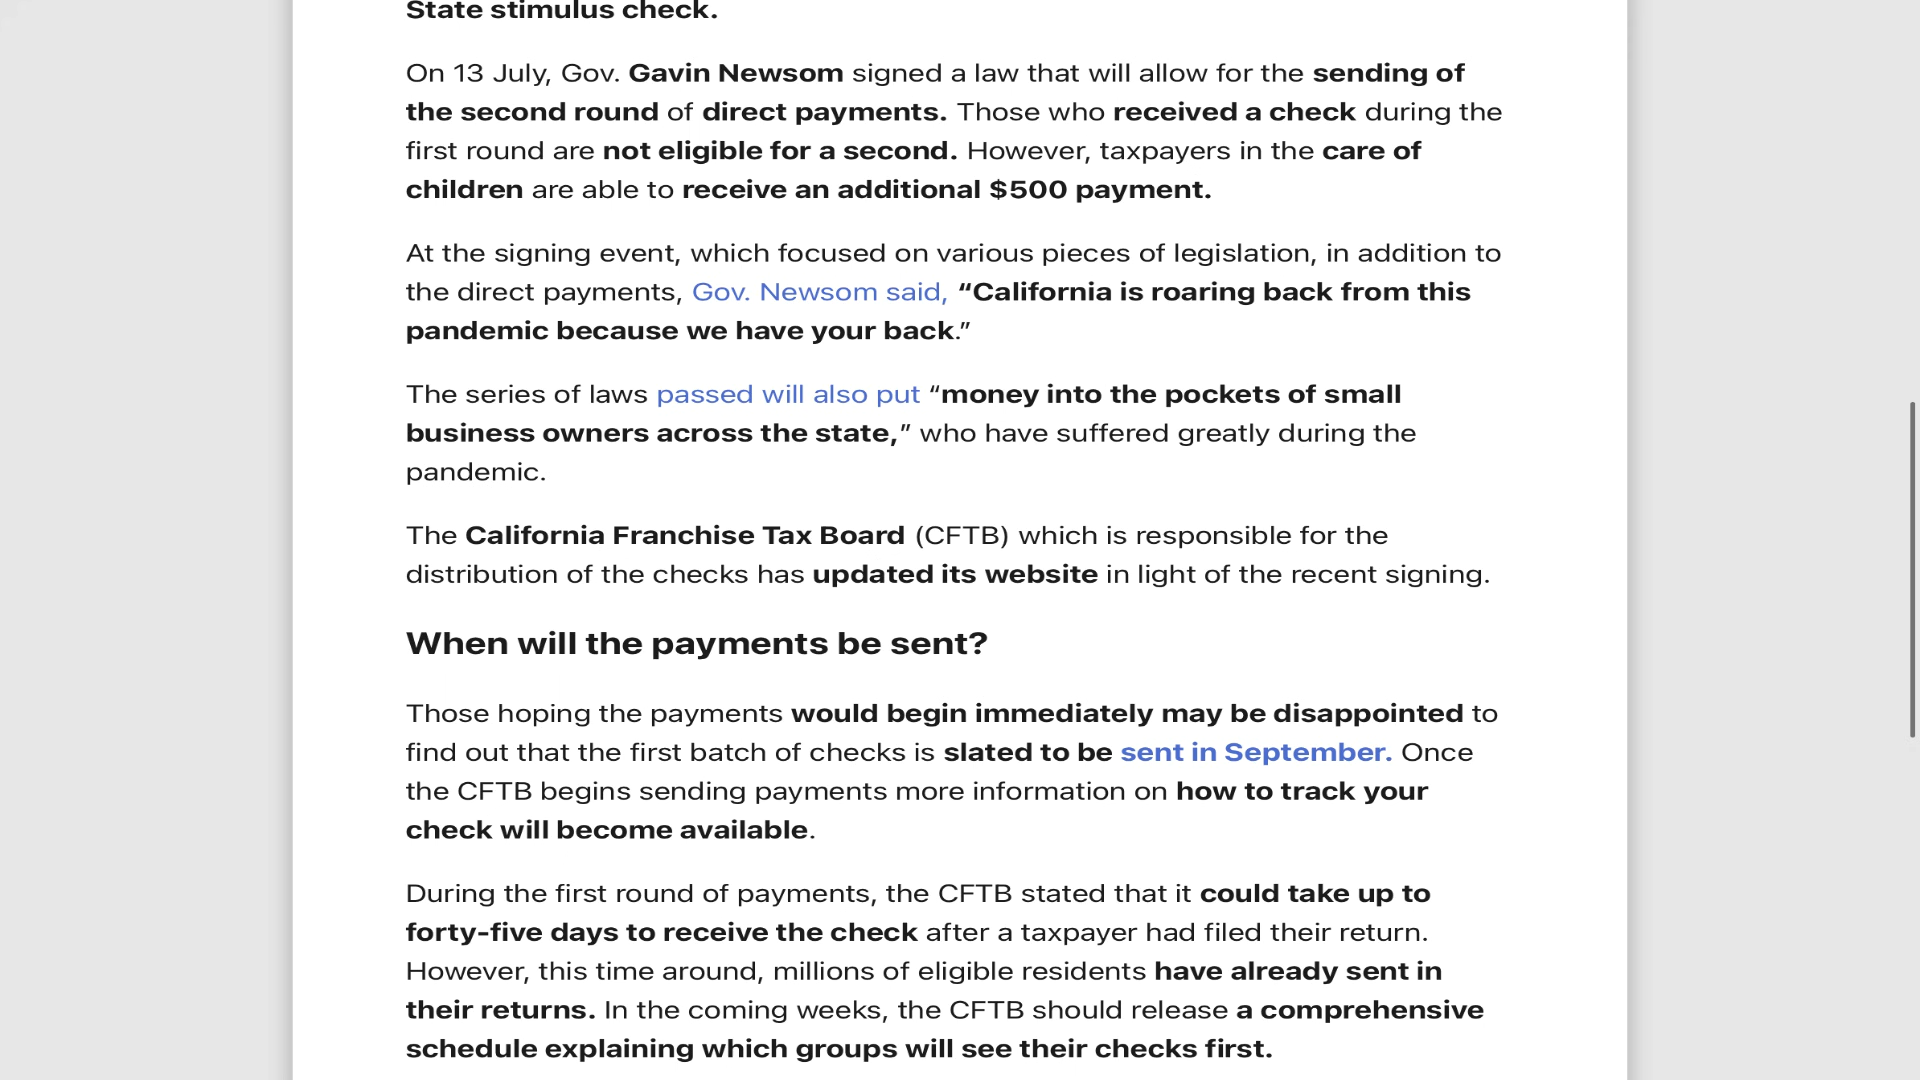 State stimulus check.
On 13 July, Gov. Gavin Newsom signed a law that will allow for the sending of
the second round of direct payments. Those who received a check during the
first round are not eligible for a second. However, taxpayers in the care of
children are able to receive an additional $500 payment.
At the signing event, which focused on various pieces of legislation, in addition to
the direct payments, Gov. Newsom said, “California is roaring back from this
pandemic because we have your back.”
The series of laws passed will also put “money into the pockets of small
business owners across the state,” who have suffered greatly during the
pandemic.
The California Franchise Tax Board (CFTB) which is responsible for the
distribution of the checks has updated its website in light of the recent signing.
When will the payments be sent?
Those hoping the payments would begin immediately may be disappointed to
find out that the first batch of checks is slated to be sent in September. Once
the CFTB begins sending payments more information on how to track your
check will become available.
During the first round of payments, the CFTB stated that it could take up to
forty-five days to receive the check after a taxpayer had filed their return.
However, this time around, millions of eligible residents have already sent in
their returns. In the coming weeks, the CFTB should release a comprehensive
schedule explaining which groups will see their checks first.